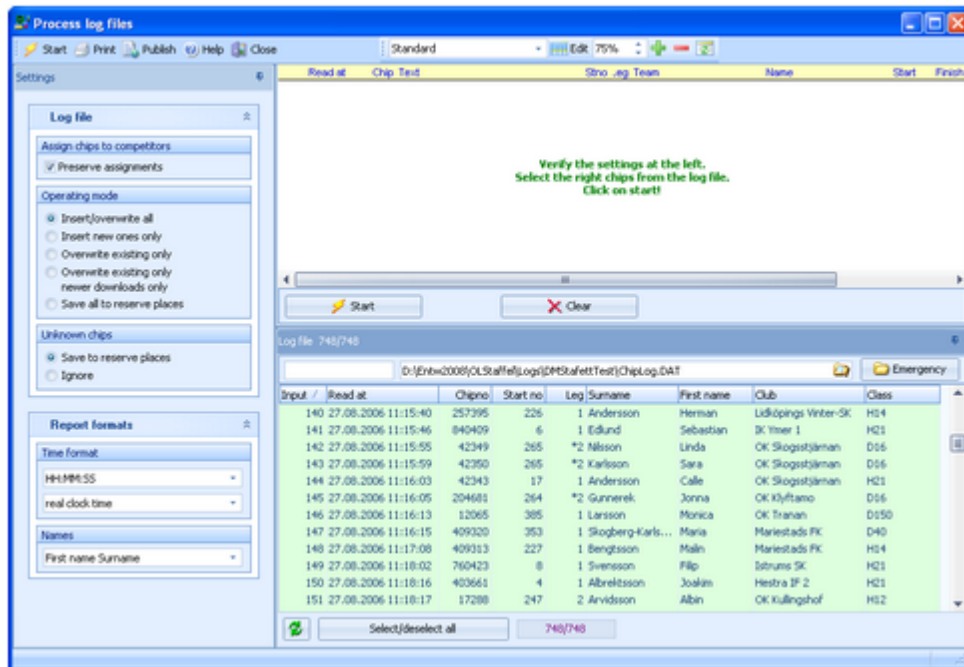 Process log files
Start Print Publish Help Close Standard Edit 75%
Settings
Log file
Assign chips to competitors
Preserve assignments
Operating mode
Insert/overwrite all
Insert new ones only
Overwrite existing only
Overwrite existing only
newer downloads only
Save all to reserve places
Unknown chips
Save to reserve places
Ignore
Report formats
Time format
HH:MM:SS
real clock time
Names
First name Surname
Read at Chip Text Stno Team Name Start Finish
Verify the settings at the left.
Select the right chips from the log file.
Click on start!
Start Clear
Log file 748/748
D:\Entw2008\OLStaffel\Logs\DMStafettTest\ChipLog.DAT Emergency
Input / Read at Chipno Start no Leg Surname First name Club Class
140 27.08.2006 11:15:40 257395 226 1 Andersson Herman Lidköpings Vinter-SK H14
141 27.08.2006 11:15:46 840409 6 1 Edlund Sebastian IK Ymer 1 H21
142 27.08.2006 11:15:55 42349 265 *2 Nilsson Linda OK Skogsstjärnan D16
143 27.08.2006 11:15:59 42350 265 *2 Karlsson Sara OK Skogsstjärnan D16
144 27.08.2006 11:16:03 42343 17 1 Andersson Calle OK Skogsstjärnan H21
145 27.08.2006 11:16:05 204681 264 *2 Gunnerek Jonna OK Klyftamo D16
146 27.08.2006 11:16:13 12065 385 1 Larsson Monica OK Tranan D150
147 27.08.2006 11:16:15 409320 353 1 Skogberg-Karls... Maria Mariestads FK D40
148 27.08.2006 11:17:08 409313 227 1 Bengtsson Malin Mariestads FK H14
149 27.08.2006 11:18:02 760423 8 1 Svensson Filip Istrums SK H21
150 27.08.2006 11:18:16 403661 4 1 Albrektsson Joakim Hestra IF 2 H21
151 27.08.2006 11:18:17 17288 247 2 Arvidsson Albin OK Kullingshof H12
Select/deselect all 748/748